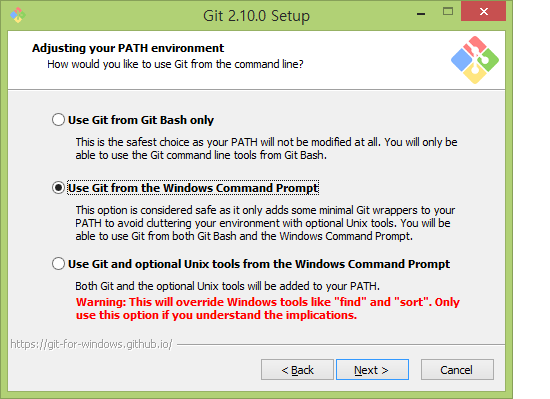 Git 2.10.0 Setup
Adjusting your PATH environment
How would you like to use Git from the command line?
Use Git from Git Bash only
This is the safest choice as your PATH will not be modified at all. You will only be
able to use the Git command line tools from Git Bash.
Use Git from the Windows Command Prompt
This option is considered safe as it only adds some minimal Git wrappers to your
PATH to avoid cluttering your environment with optional Unix tools. You will be
able to use Git from both Git Bash and the Windows Command Prompt.
Use Git and optional Unix tools from the Windows Command Prompt
Both Git and the optional Unix tools will be added to your PATH.
Warning: This will override Windows tools like "find" and "sort". Only
use this option if you understand the implications.
https://git-for-windows.github.io/
< Back
Next >
Cancel